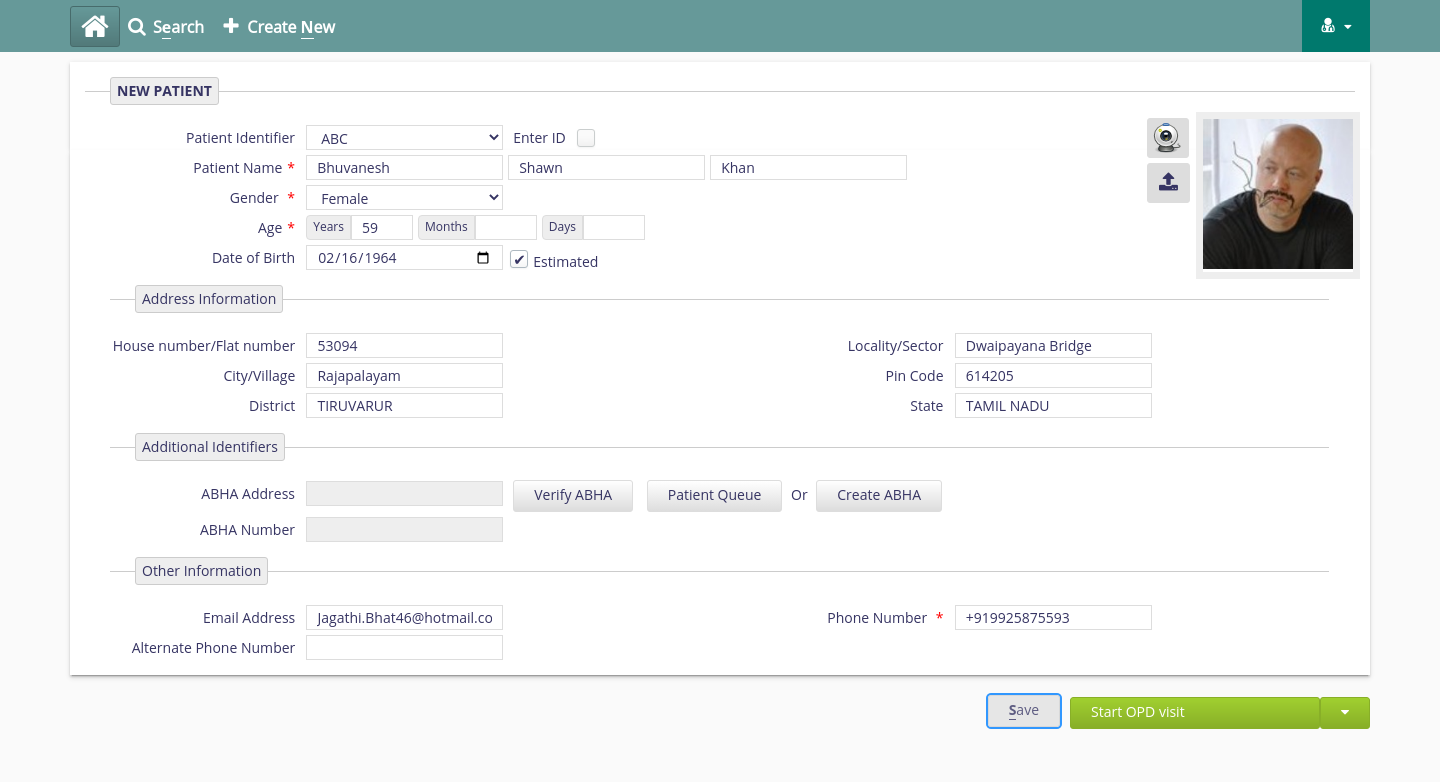 Search Create New
NEW PATIENT
Patient Identifier ABC Enter ID
Patient Name * Bhuvanesh Shawn Khan
Gender * Female
Age * Years 59 Months Days
Date of Birth 02/16/1964 ✔ Estimated
Address Information
House number/Flat number 53094 Locality/Sector Dwaipayana Bridge
City/Village Rajapalayam Pin Code 614205
District TIRUVARUR State TAMIL NADU
Additional Identifiers
ABHA Address Verify ABHA Patient Queue Or Create ABHA
ABHA Number
Other Information
Email Address Jagathi.Bhat46@hotmail.co Phone Number * +919925875593
Alternate Phone Number
Save Start OPD visit